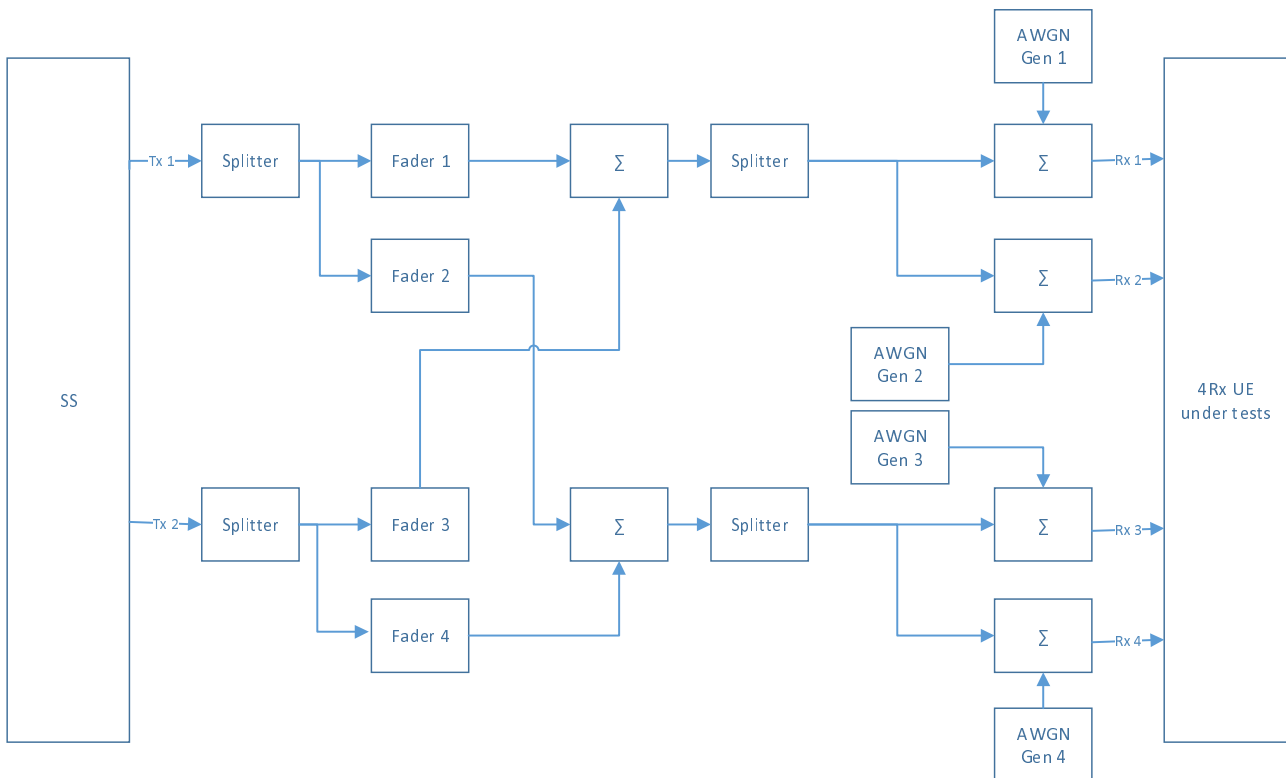 AWGN
Gen 1
Tx 1
Splitter
Fader 1
Σ
Splitter
Σ
Rx 1
Fader 2
Σ
Rx 2
AWGN
Gen 2
SS
4Rx UE
under tests
AWGN
Gen 3
Tx 2
Splitter
Fader 3
Σ
Splitter
Σ
Rx 3
Fader 4
Σ
Rx 4
AWGN
Gen 4